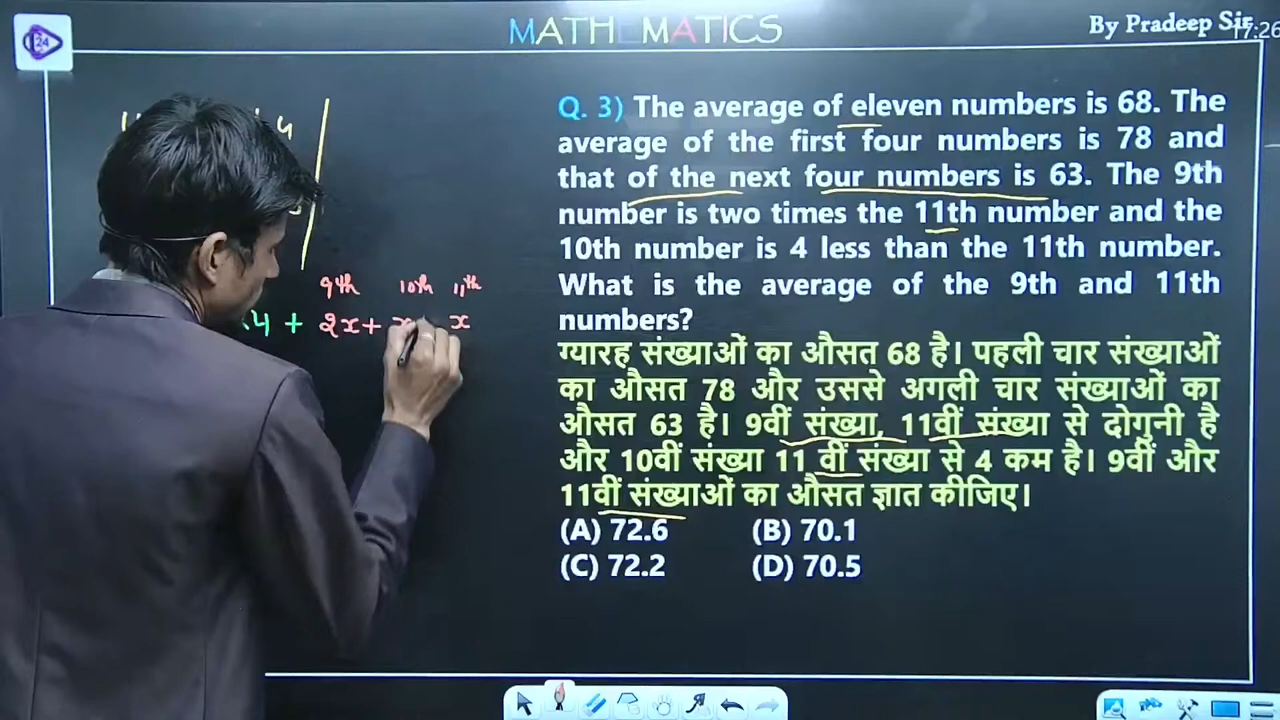 24
MATHEMATICS
By Pradeep Sir
17:26
Q. 3) The average of eleven numbers is 68. The
average of the first four numbers is 78 and
that of the next four numbers is 63. The 9th
number is two times the 11th number and the
10th number is 4 less than the 11th number.
What is the average of the 9th and 11th
numbers?
ग्यारह संख्याओं का औसत 68 है। पहली चार संख्याओं
का औसत 78 और उससे अगली चार संख्याओं का
औसत 63 है। 9वीं संख्या, 11वीं संख्या से दोगुनी है
और 10वीं संख्या 11 वीं संख्या से 4 कम है। 9वीं और
11वीं संख्याओं का औसत ज्ञात कीजिए।
(A) 72.6 (B) 70.1
(C) 72.2 (D) 70.5
9th 10th 11th
4 + 2x + x x